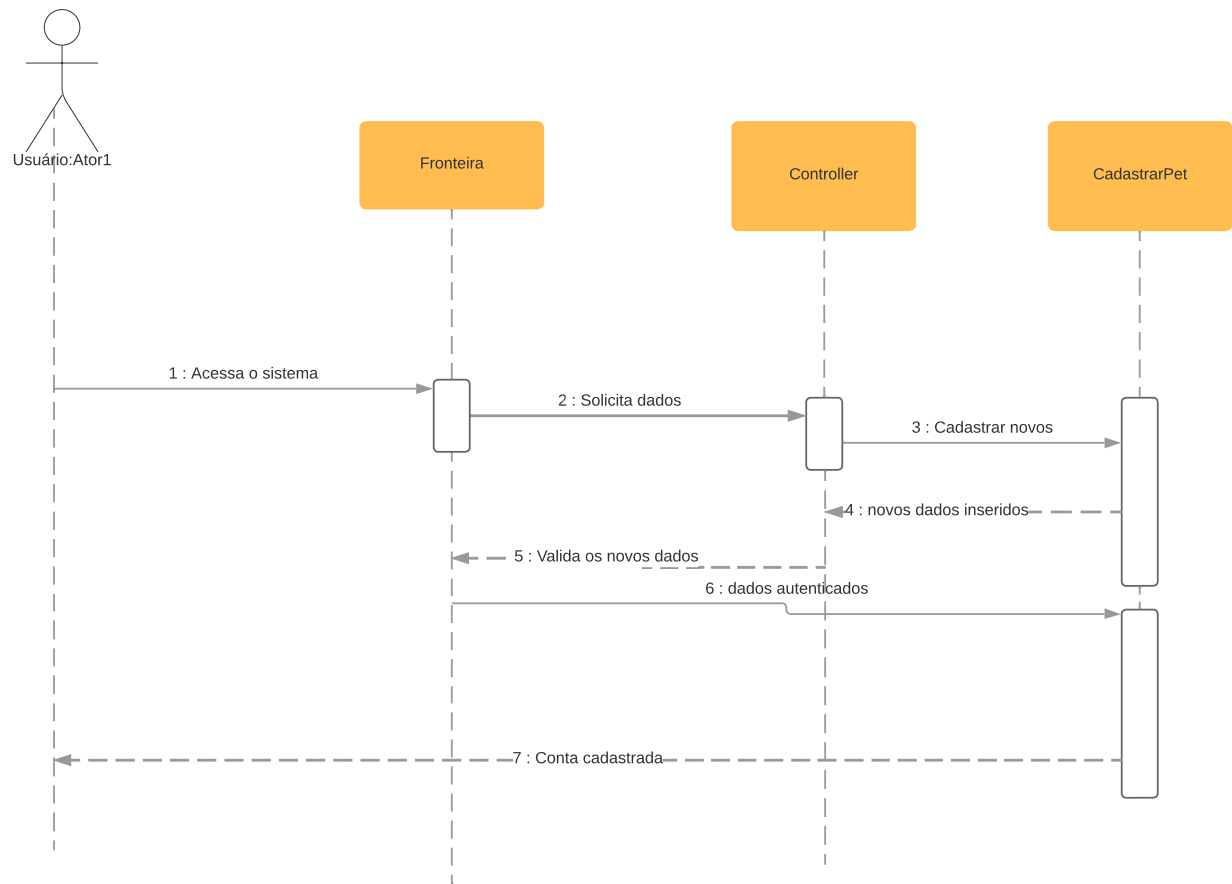 Usuário:Ator1
Fronteira
Controller
CadastrarPet
1 : Acessa o sistema
2 : Solicita dados
3 : Cadastrar novos
4 : novos dados inseridos
5 : Valida os novos dados
6 : dados autenticados
7 : Conta cadastrada